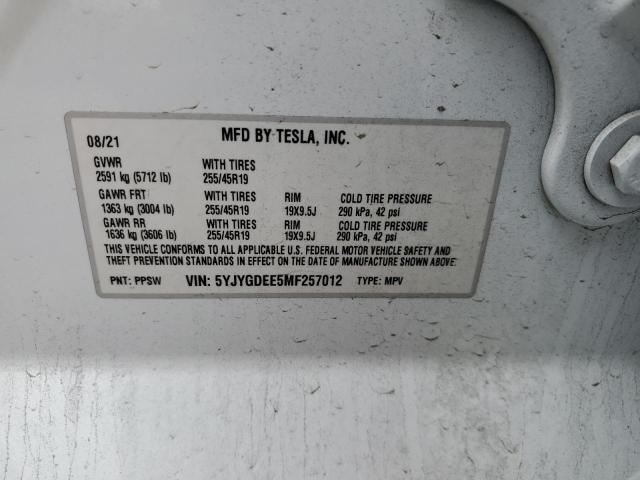 08/21 MFD BY TESLA, INC.
GVWR WITH TIRES
2591 kg (5712 lb) 255/45R19
GAWR FRT WITH TIRES RIM COLD TIRE PRESSURE
1363 kg (3004 lb) 255/45R19 19X9.5J 290 kPa, 42 psi
GAWR RR WITH TIRES RIM COLD TIRE PRESSURE
1636 kg (3606 lb) 255/45R19 19X9.5J 290 kPa, 42 psi
THIS VEHICLE CONFORMS TO ALL APPLICABLE U.S. FEDERAL MOTOR VEHICLE SAFETY AND
THEFT PREVENTION STANDARDS IN EFFECT ON THE DATE OF MANUFACTURE SHOWN ABOVE.
PNT: PPSW VIN: 5YJYGDEE5MF257012 TYPE: MPV